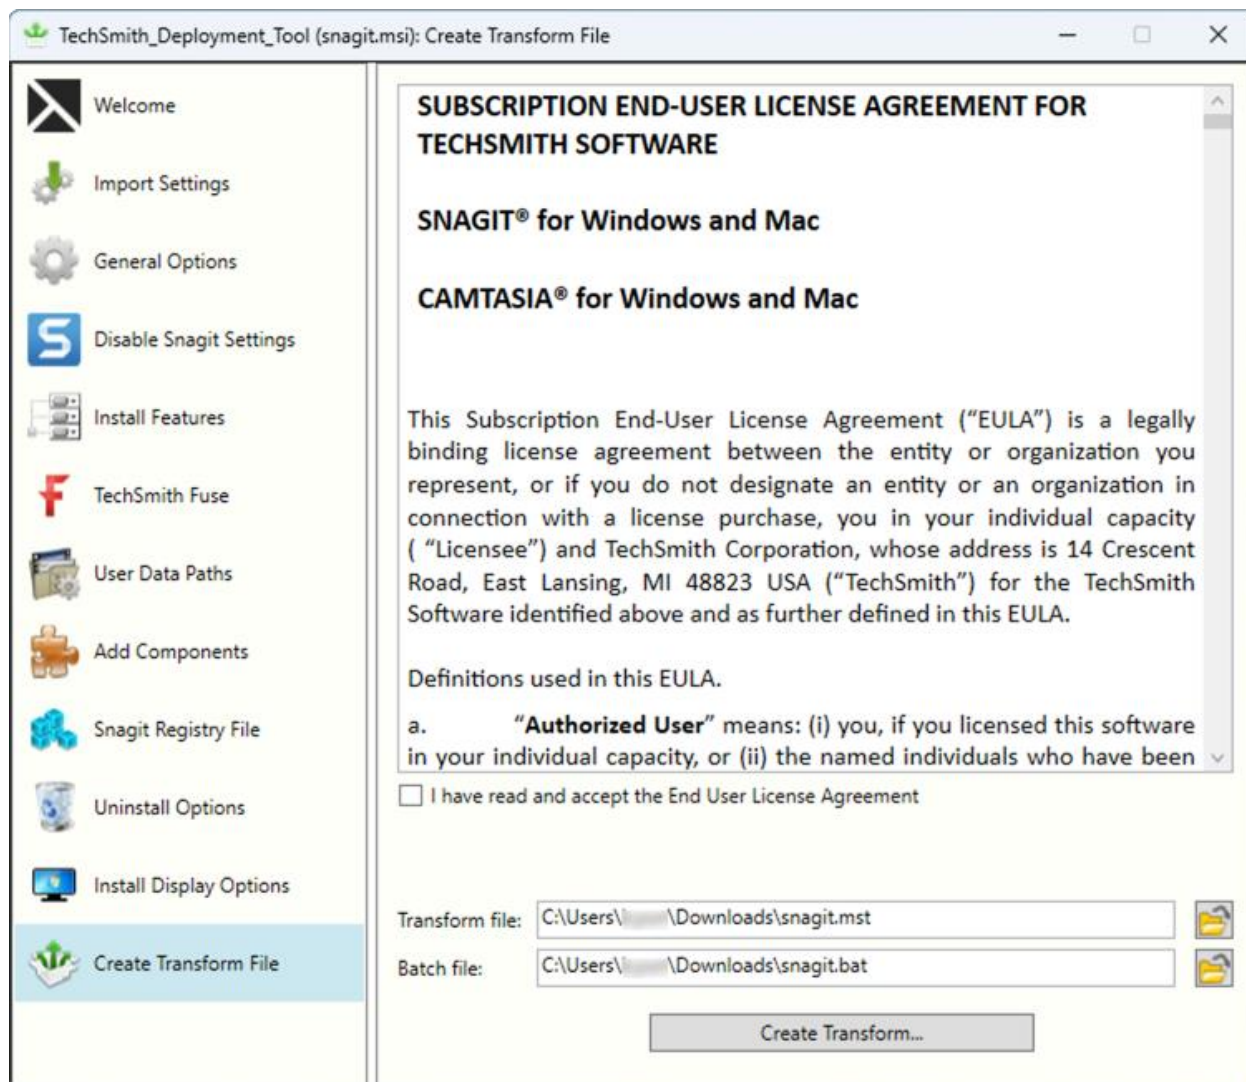 TechSmith_Deployment_Tool (snagit.msi): Create Transform File
Welcome
Import Settings
General Options
Disable Snagit Settings
Install Features
TechSmith Fuse
User Data Paths
Add Components
Snagit Registry File
Uninstall Options
Install Display Options
Create Transform File
SUBSCRIPTION END-USER LICENSE AGREEMENT FOR
TECHSMITH SOFTWARE
SNAGIT® for Windows and Mac
CAMTASIA® for Windows and Mac
This Subscription End-User License Agreement (“EULA”) is a legally
binding license agreement between the entity or organization you
represent, or if you do not designate an entity or an organization in
connection with a license purchase, you in your individual capacity
( “Licensee”) and TechSmith Corporation, whose address is 14 Crescent
Road, East Lansing, MI 48823 USA (“TechSmith”) for the TechSmith
Software identified above and as further defined in this EULA.
Definitions used in this EULA.
a. “Authorized User” means: (i) you, if you licensed this software
in your individual capacity, or (ii) the named individuals who have been
I have read and accept the End User License Agreement
Transform file: C:\Users\ \Downloads\snagit.mst
Batch file: C:\Users\ \Downloads\snagit.bat
Create Transform...